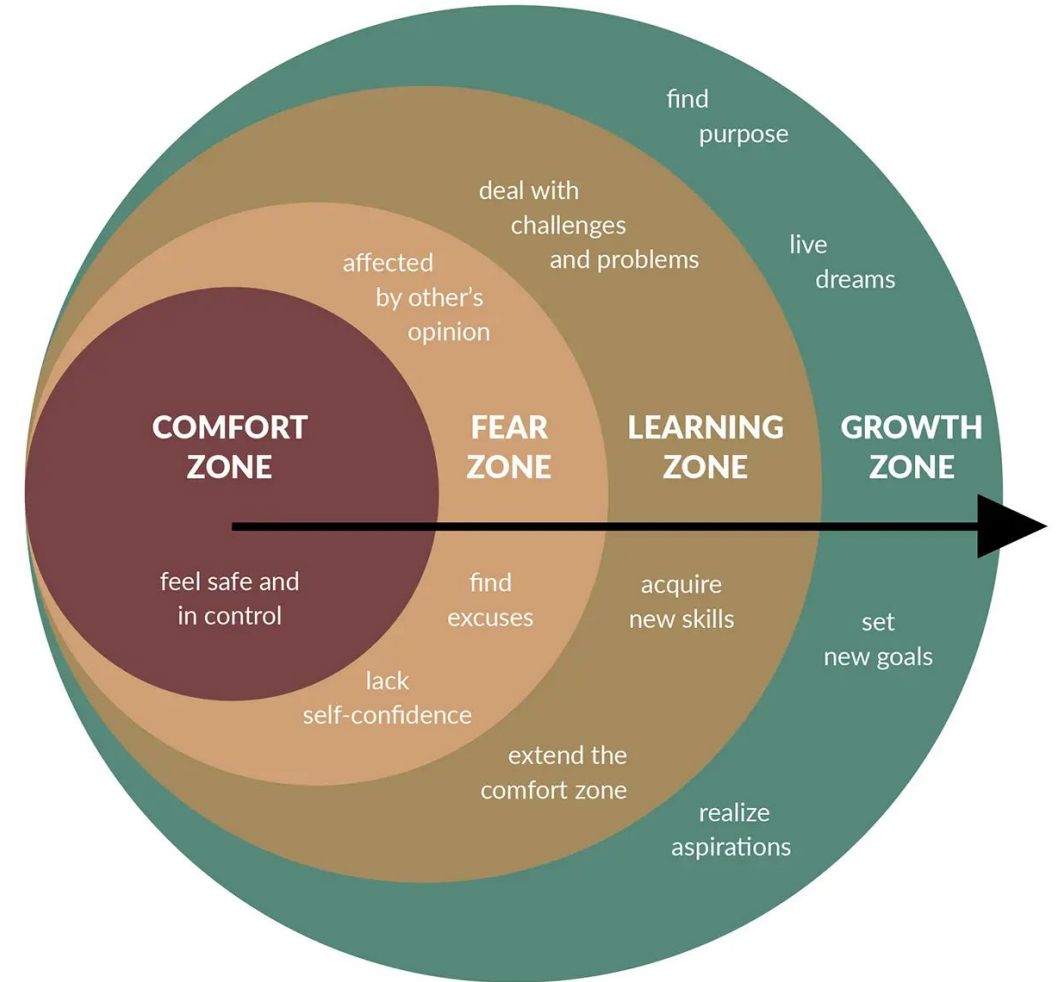 find
purpose
deal with
challenges
and problems
live
dreams
affected
by other's
opinion
COMFORT
ZONE
FEAR
ZONE
LEARNING
ZONE
GROWTH
ZONE
feel safe and
in control
find
excuses
acquire
new skills
set
new goals
lack
self-confidence
extend the
comfort zone
realize
aspirations